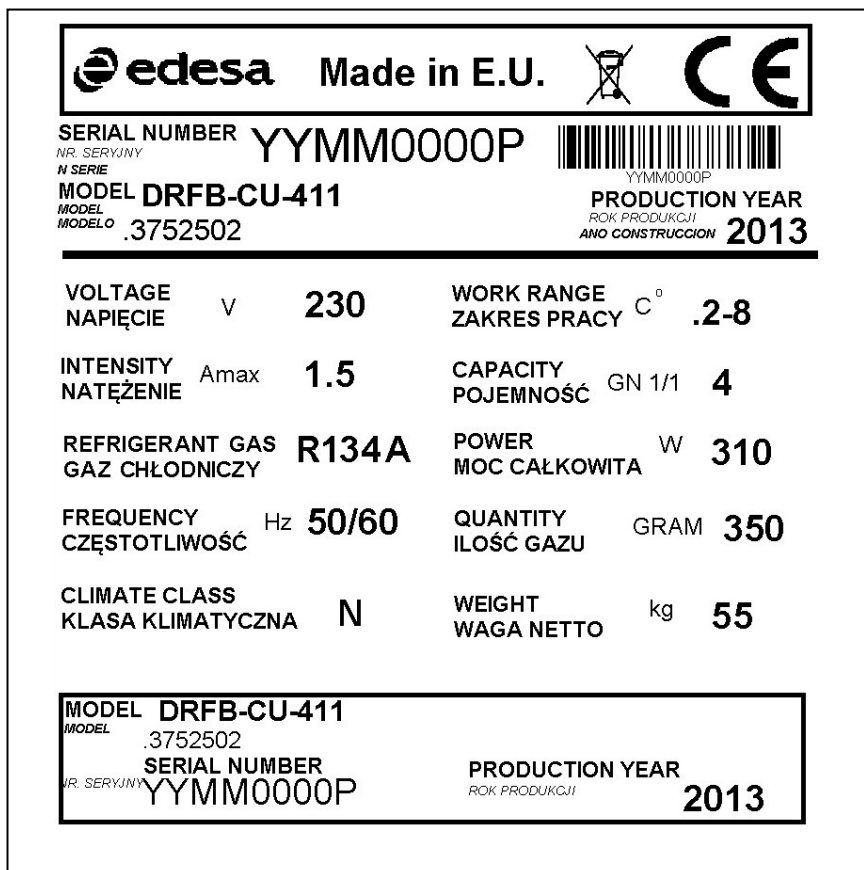 edesa Made in E.U. CE
SERIAL NUMBER YYMM0000P
NR. SERYJNY
N SERIE
YYMM0000P
MODEL DRFB-CU-411
MODEL
MODELO .3752502
PRODUCTION YEAR
ROK PRODUKCJI
ANO CONSTRUCCION 2013
VOLTAGE V 230
NAPIĘCIE
WORK RANGE C° .2-8
ZAKRES PRACY
INTENSITY Amax 1.5
NATĘŻENIE
CAPACITY GN 1/1 4
POJEMNOŚĆ
REFRIGERANT GAS R134A
GAZ CHŁODNICZY
POWER W 310
MOC CAŁKOWITA
FREQUENCY Hz 50/60
CZĘSTOTLIWOŚĆ
QUANTITY GRAM 350
ILOŚĆ GAZU
CLIMATE CLASS N
KLASA KLIMATYCZNA
WEIGHT kg 55
WAGA NETTO
MODEL DRFB-CU-411
MODEL
.3752502
SERIAL NUMBER
NR. SERYJNY YYMM0000P
PRODUCTION YEAR
ROK PRODUKCJI 2013